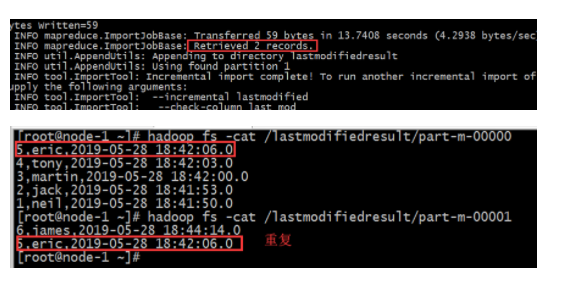 ytes written=59
INFO mapreduce.ImportJobBase: Transferred 59 bytes in 13.7408 seconds (4.2938 bytes/sec
INFO mapreduce.ImportJobBase: Retrieved 2 records.
INFO util.AppendUtils: Appending to directory lastmodifiedresult
INFO util.AppendUtils: Using found partition 1
INFO tool.ImportTool: Incremental import complete! To run another incremental import of
upply the following arguments:
INFO tool.ImportTool: --incremental lastmodified
INFO tool.ImportTool: --check-column last_mod
[root@node-1 ~]# hadoop fs -cat /lastmodifiedresult/part-m-00000
5,eric,2019-05-28 18:42:06.0
4,tony,2019-05-28 18:42:03.0
3,martin,2019-05-28 18:42:00.0
2,jack,2019-05-28 18:41:53.0
1,neil,2019-05-28 18:41:50.0
[root@node-1 ~]# hadoop fs -cat /lastmodifiedresult/part-m-00001
6,james,2019-05-28 18:44:14.0
5,eric,2019-05-28 18:42:06.0 重复
[root@node-1 ~]#